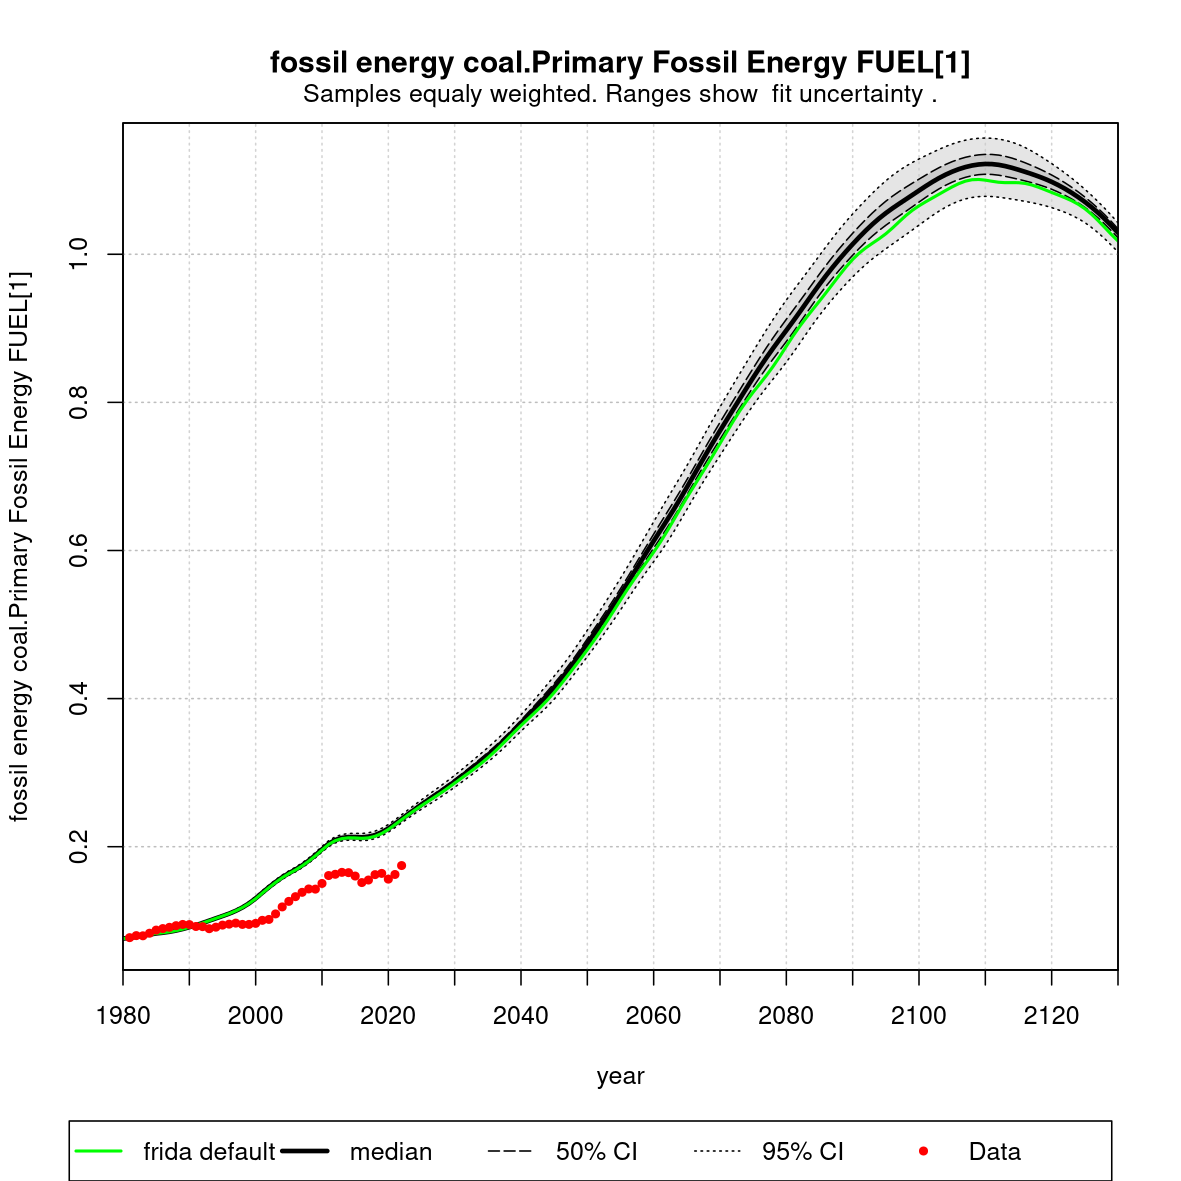 fossil energy coal.Primary Fossil Energy FUEL[1]
Samples equaly weighted. Ranges show  fit uncertainty .
fossil energy coal.Primary Fossil Energy FUEL[1]
1.0
0.8
0.6
0.4
0.2
1980 2000 2020 2040 2060 2080 2100 2120
year
frida default median 50% CI 95% CI Data